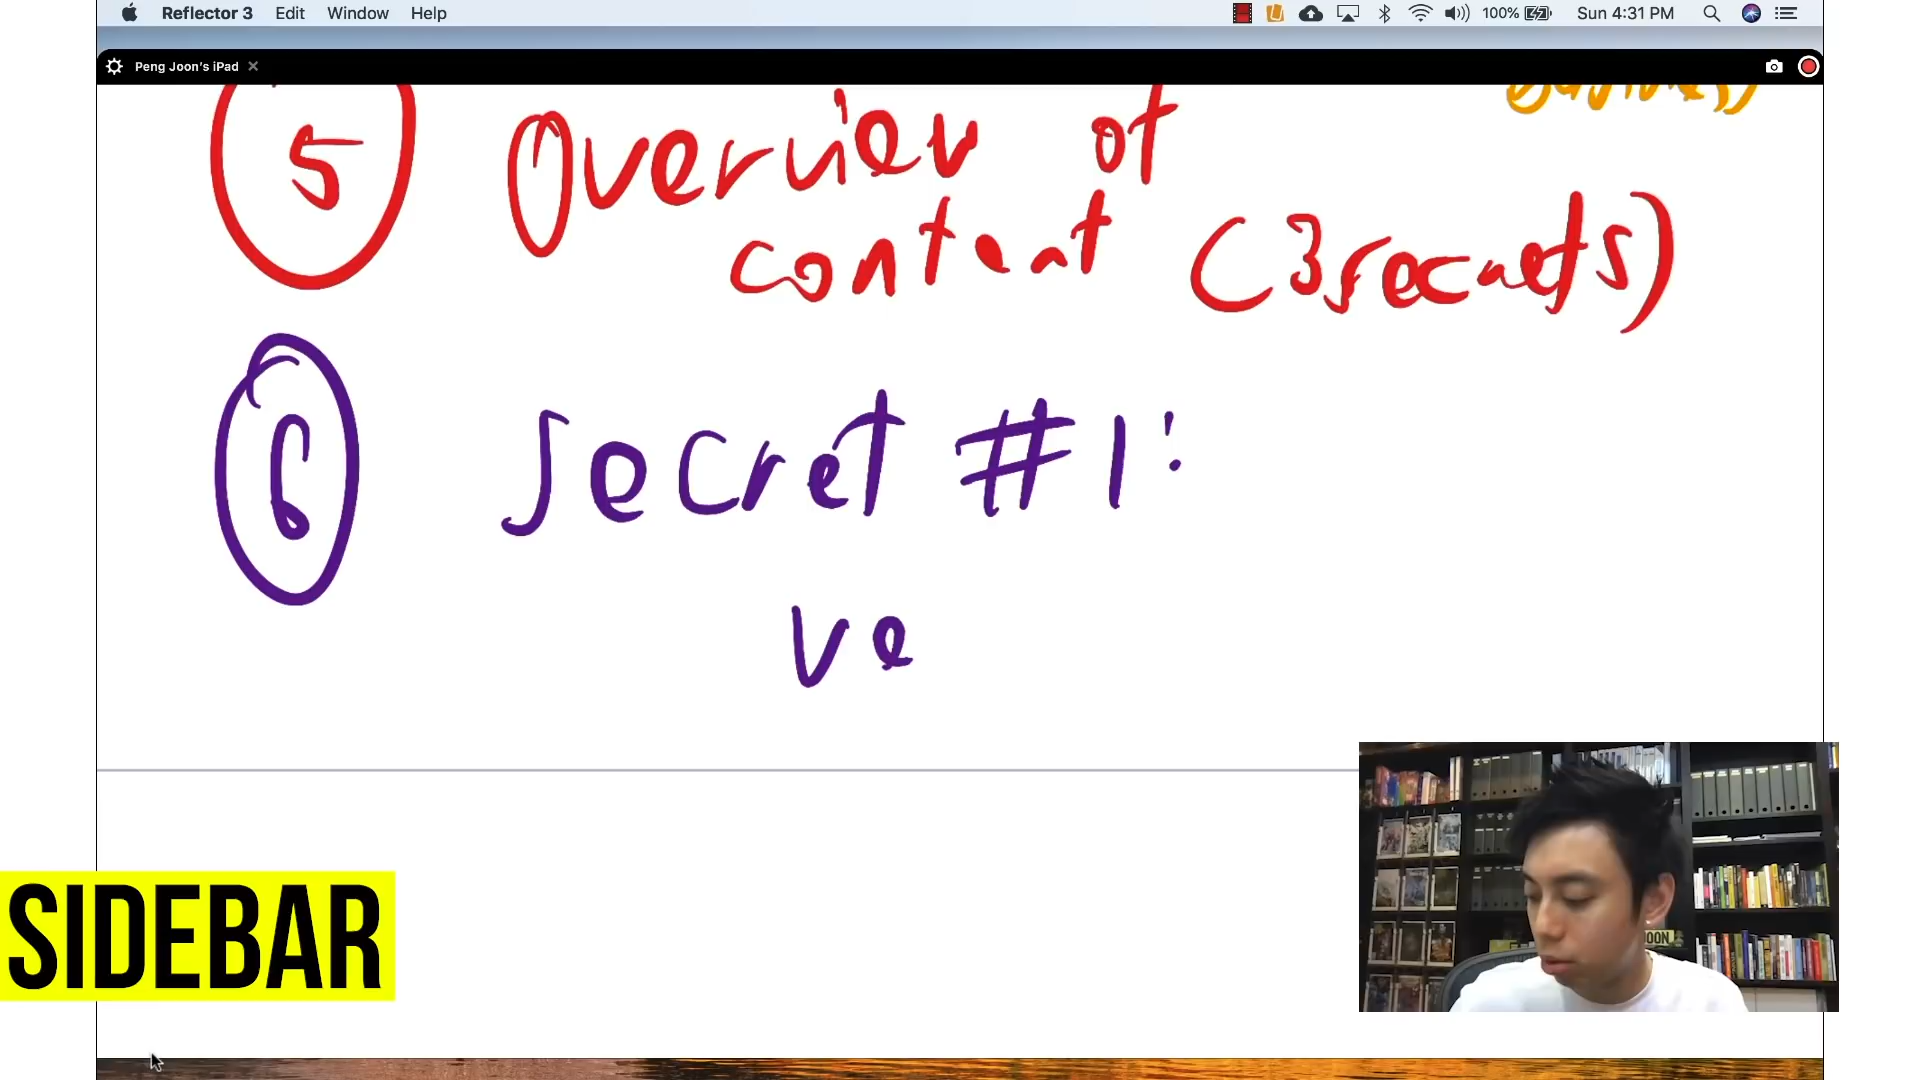 Reflector 3 Edit Window Help 100% Sun 4:31 PM
Peng Joon's iPad
5 Overview of
content (3 secrets)
6 Secret #1:
ve
SIDEBAR